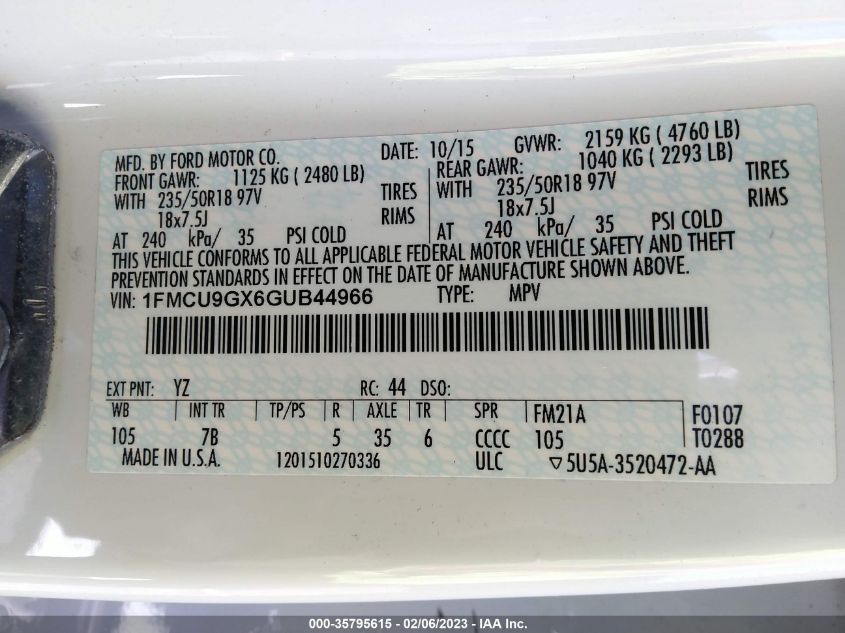 MFD. BY FORD MOTOR CO. DATE: 10/15 GVWR: 2159 KG ( 4760 LB)
FRONT GAWR: 1125 KG ( 2480 LB) REAR GAWR: 1040 KG ( 2293 LB)
WITH 235/50R18 97V TIRES WITH 235/50R18 97V TIRES
18x7.5J RIMS 18x7.5J RIMS
AT 240 kPa/ 35 PSI COLD AT 240 kPa/ 35 PSI COLD
THIS VEHICLE CONFORMS TO ALL APPLICABLE FEDERAL MOTOR VEHICLE SAFETY AND THEFT
PREVENTION STANDARDS IN EFFECT ON THE DATE OF MANUFACTURE SHOWN ABOVE.
VIN: 1FMCU9GX6GUB44966 TYPE: MPV
EXT PNT: YZ RC: 44 DSO:
WB INT TR TP/PS R AXLE TR SPR FM21A F0107
105 7B 5 35 6 CCCC 105 T0288
MADE IN U.S.A. 1201510270336 ULC ▽5U5A-3520472-AA
000-35795615 - 02/06/2023 - IAA Inc.